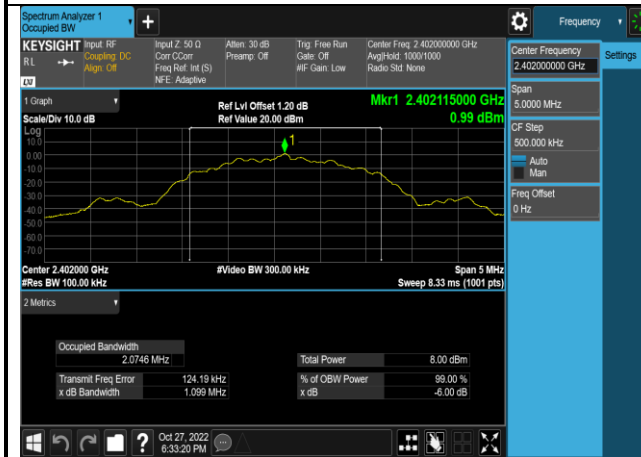 Spectrum Analyzer 1
Occupied BW
Frequency
KEYSIGHT
RL
LXI
Input: RF
Coupling: DC
Align: Off
Input Z: 50 Ω
Corr CCorr
Freq Ref: Int (S)
NFE: Adaptive
Atten: 30 dB
Preamp: Off
Trig: Free Run
Gate: Off
#IF Gain: Low
Center Freq: 2.402000000 GHz
Avg|Hold: 1000/1000
Radio Std: None
Center Frequency
2.402000000 GHz
Settings
Span
5.0000 MHz
CF Step
500.000 kHz
Auto
Man
Freq Offset
0 Hz
1 Graph
Scale/Div 10.0 dB
Ref Lvl Offset 1.20 dB
Ref Value 20.00 dBm
Mkr1 2.402115000 GHz
0.99 dBm
Log
10.0
0.00
-10.0
-20.0
-30.0
-40.0
-50.0
-60.0
-70.0
1
Center 2.402000 GHz
#Res BW 100.00 kHz
#Video BW 300.00 kHz
Span 5 MHz
Sweep 8.33 ms (1001 pts)
2 Metrics
Occupied Bandwidth
2.0746 MHz
Total Power 8.00 dBm
Transmit Freq Error 124.19 kHz
% of OBW Power 99.00 %
x dB Bandwidth 1.099 MHz
x dB -6.00 dB
?
Oct 27, 2022
6:33:20 PM